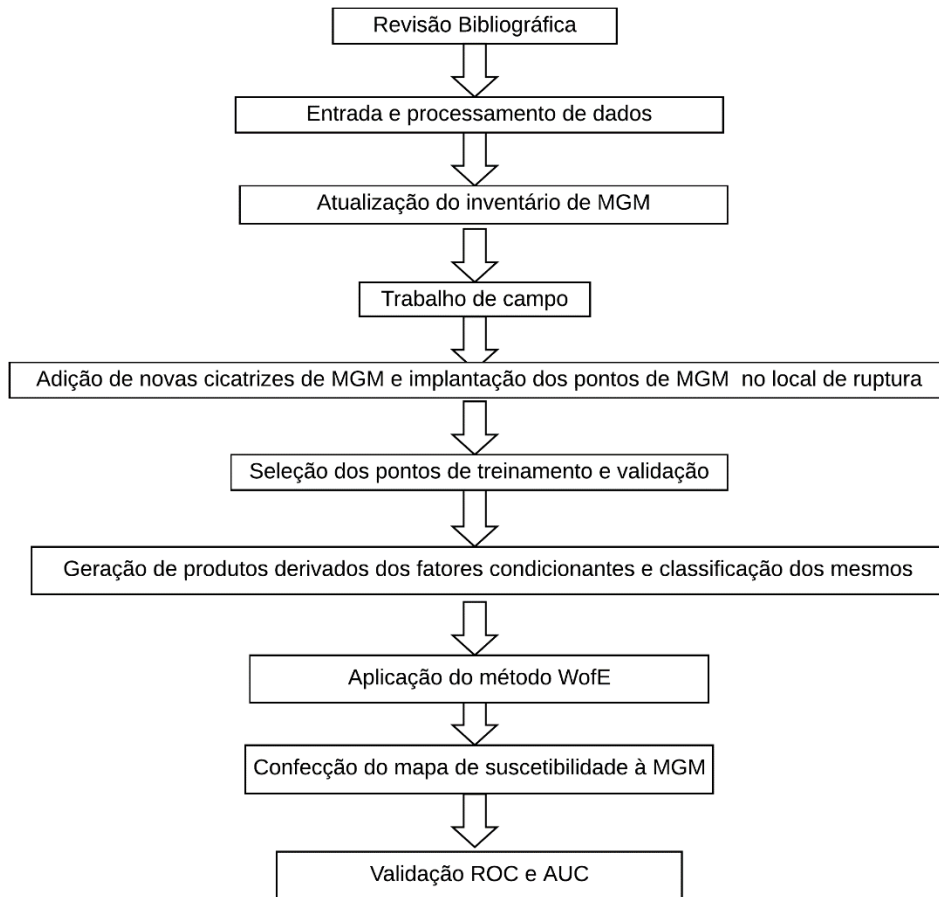 Revisão Bibliográfica
Entrada e processamento de dados
Atualização do inventário de MGM
Trabalho de campo
Adição de novas cicatrizes de MGM e implantação dos pontos de MGM no local de ruptura
Seleção dos pontos de treinamento e validação
Geração de produtos derivados dos fatores condicionantes e classificação dos mesmos
Aplicação do método WofE
Confecção do mapa de suscetibilidade à MGM
Validação ROC e AUC